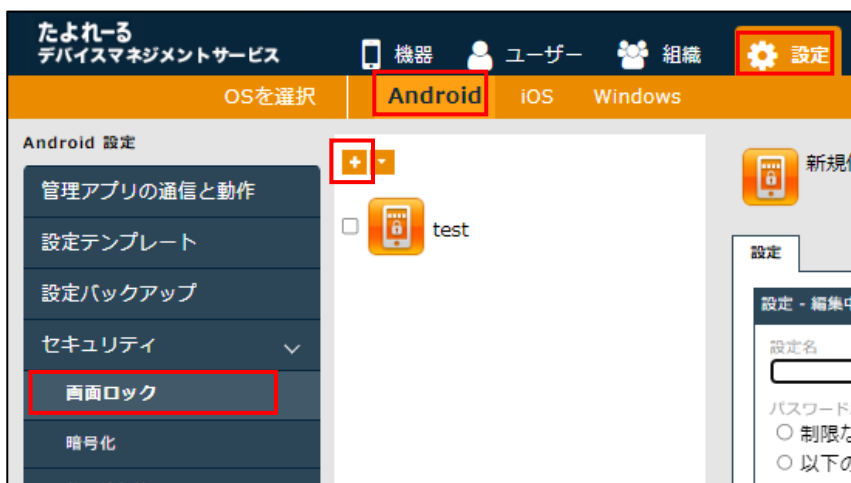 たよれーる
デバイスマネジメントサービス
機器 ユーザー 組織 設定
OSを選択 Android iOS Windows
Android 設定
管理アプリの通信と動作
設定テンプレート
設定バックアップ
セキュリティ
画面ロック
暗号化
test
新規
設定
設定 - 編集
設定名
パスワード
制限な
以下の